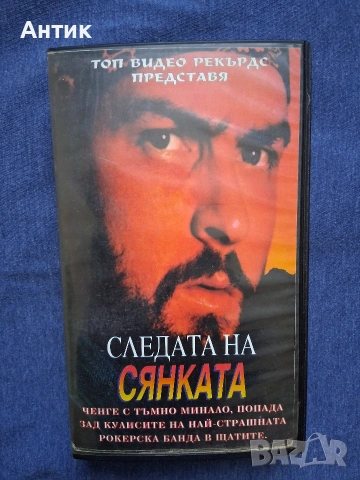 Антик
ТОП ВИДЕО РЕКЪРДС
ПРЕДСТАВЯ
СЛЕДАТА НА
СЯНКАТА
ЧЕНГЕ С ТЪМНО МИНАЛО, ПОПАДА
ЗАД КУЛИСИТЕ НА НАЙ-СТРАШНАТА
РОКЕРСКА БАНДА В ЩАТИТЕ.
BAZAR